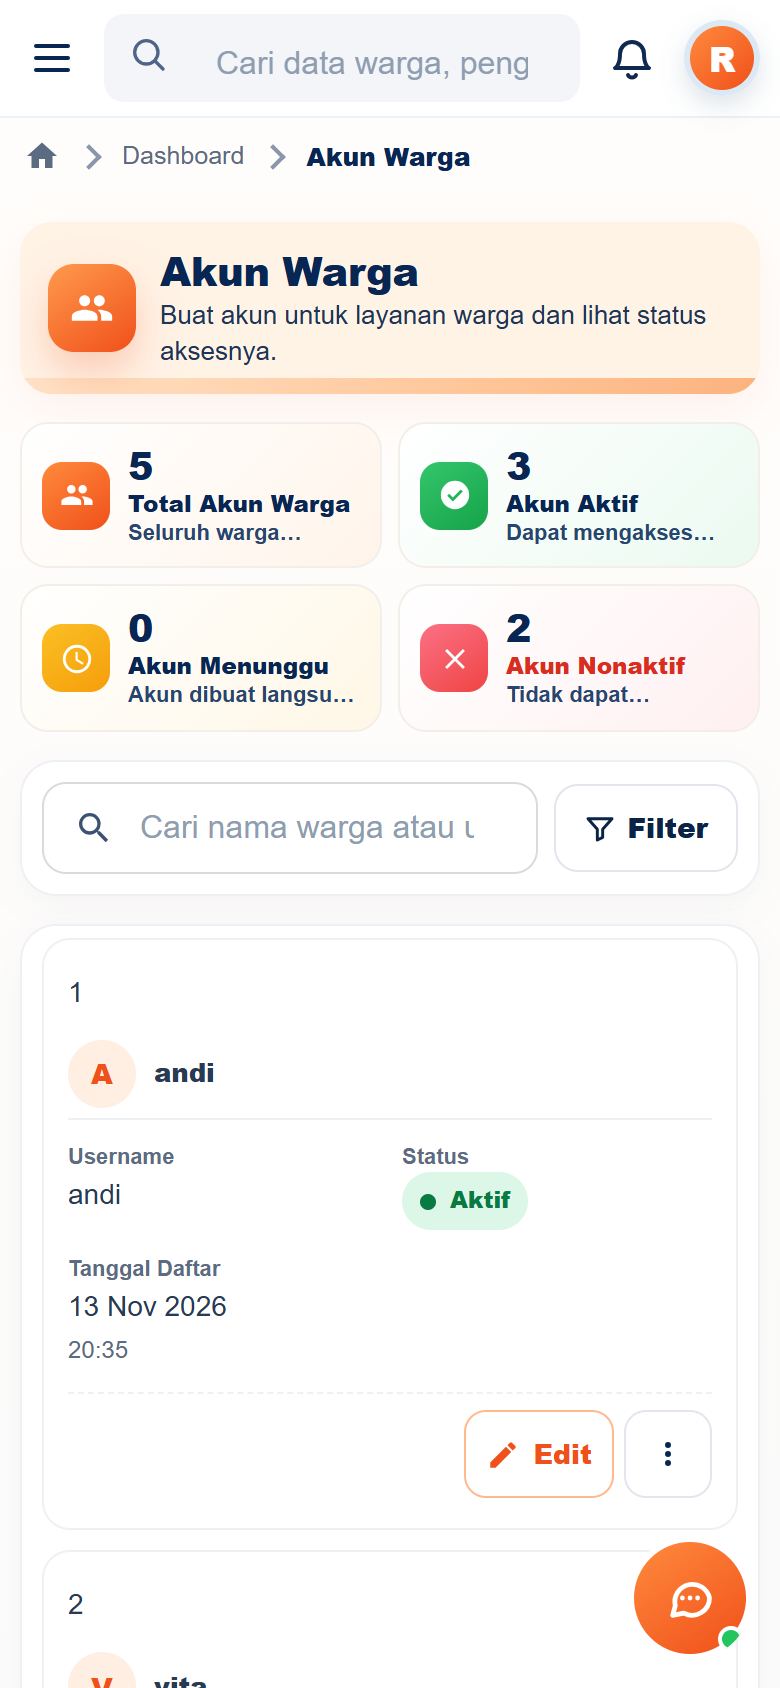 Cari data warga, peng
R
Dashboard
Akun Warga
Akun Warga
Buat akun untuk layanan warga dan lihat status
aksesnya.
5
Total Akun Warga
Seluruh warga...
3
Akun Aktif
Dapat mengakses...
0
Akun Menunggu
Akun dibuat langsu...
2
Akun Nonaktif
Tidak dapat...
Cari nama warga atau
Filter
1
A
andi
Username
andi
Status
Aktif
Tanggal Daftar
13 Nov 2026
20:35
Edit
2
V
vita